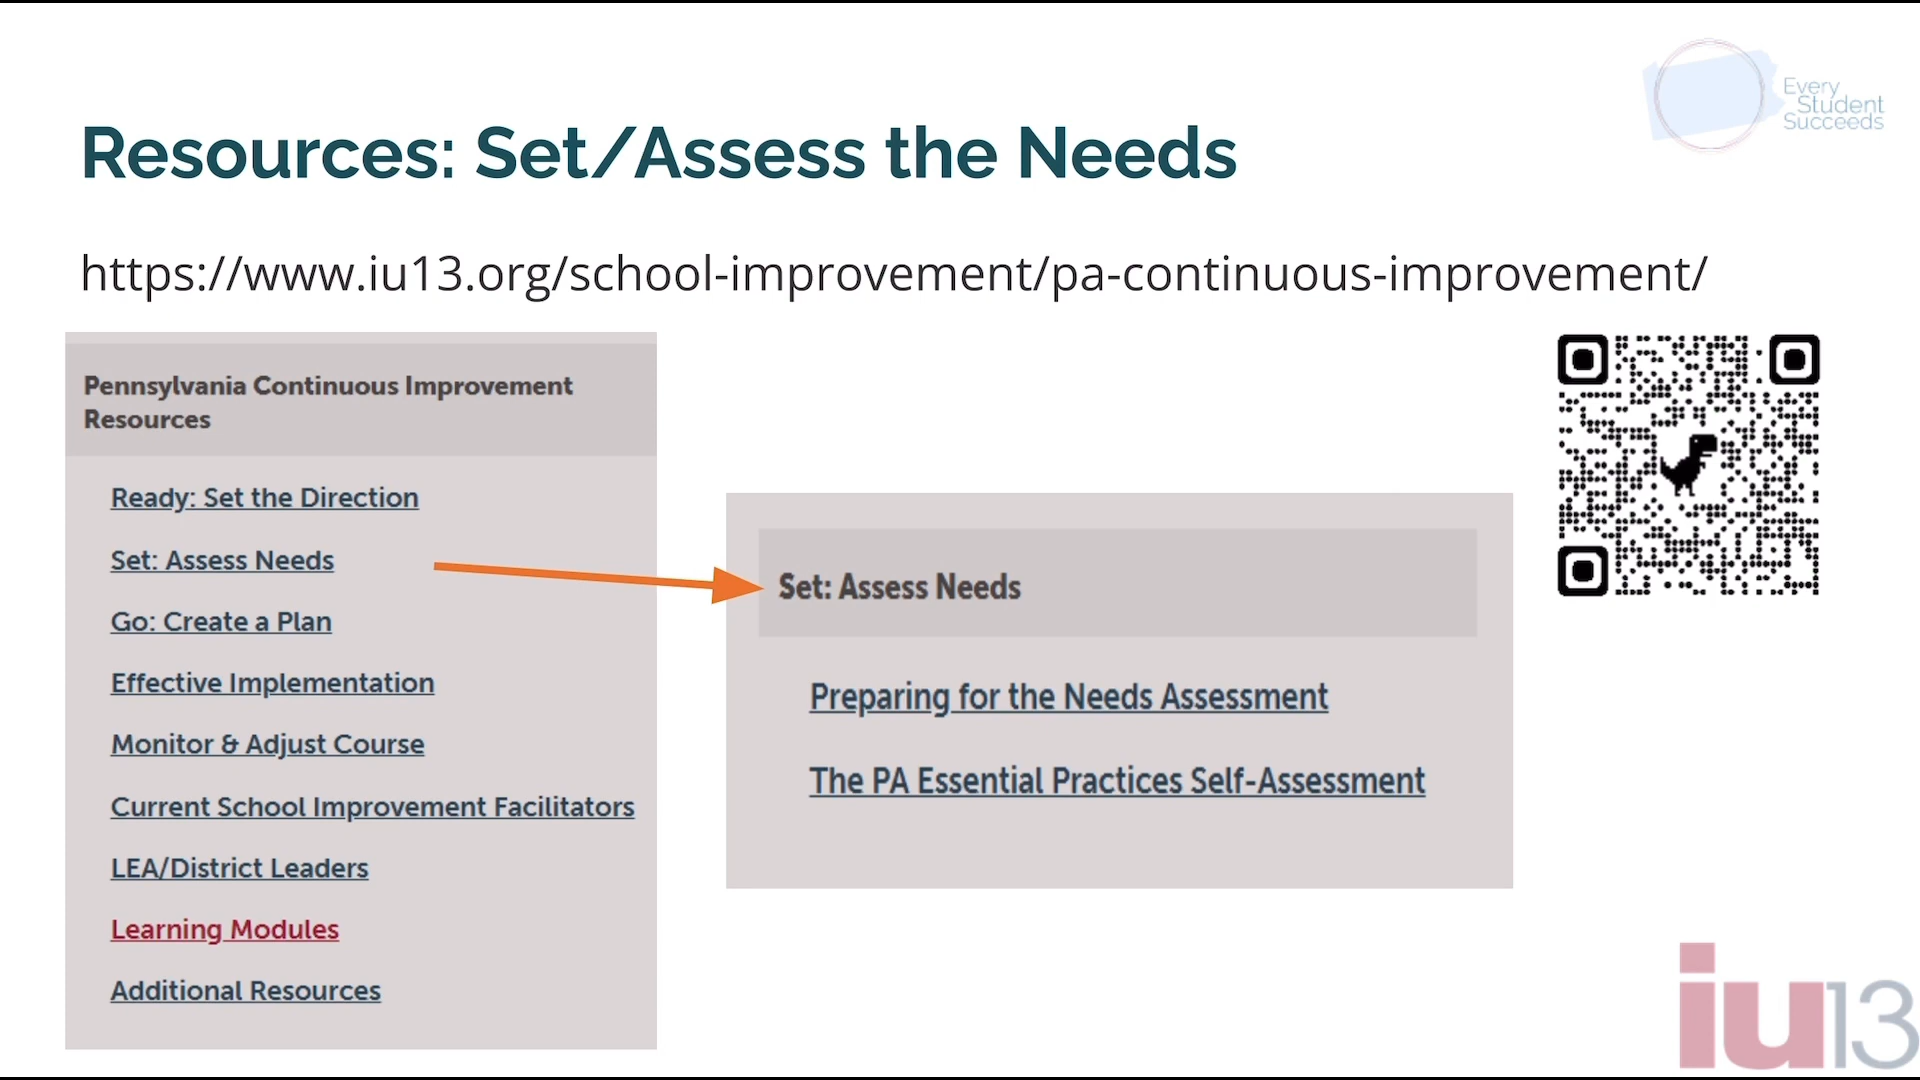 Every
Student
Succeeds
Resources: Set/Assess the Needs
https://www.iu13.org/school-improvement/pa-continuous-improvement/
Pennsylvania Continuous Improvement
Resources
Ready: Set the Direction
Set: Assess Needs
Go: Create a Plan
Effective Implementation
Monitor & Adjust Course
Current School Improvement Facilitators
LEA/District Leaders
Learning Modules
Additional Resources
Set: Assess Needs
Preparing for the Needs Assessment
The PA Essential Practices Self-Assessment
iu13